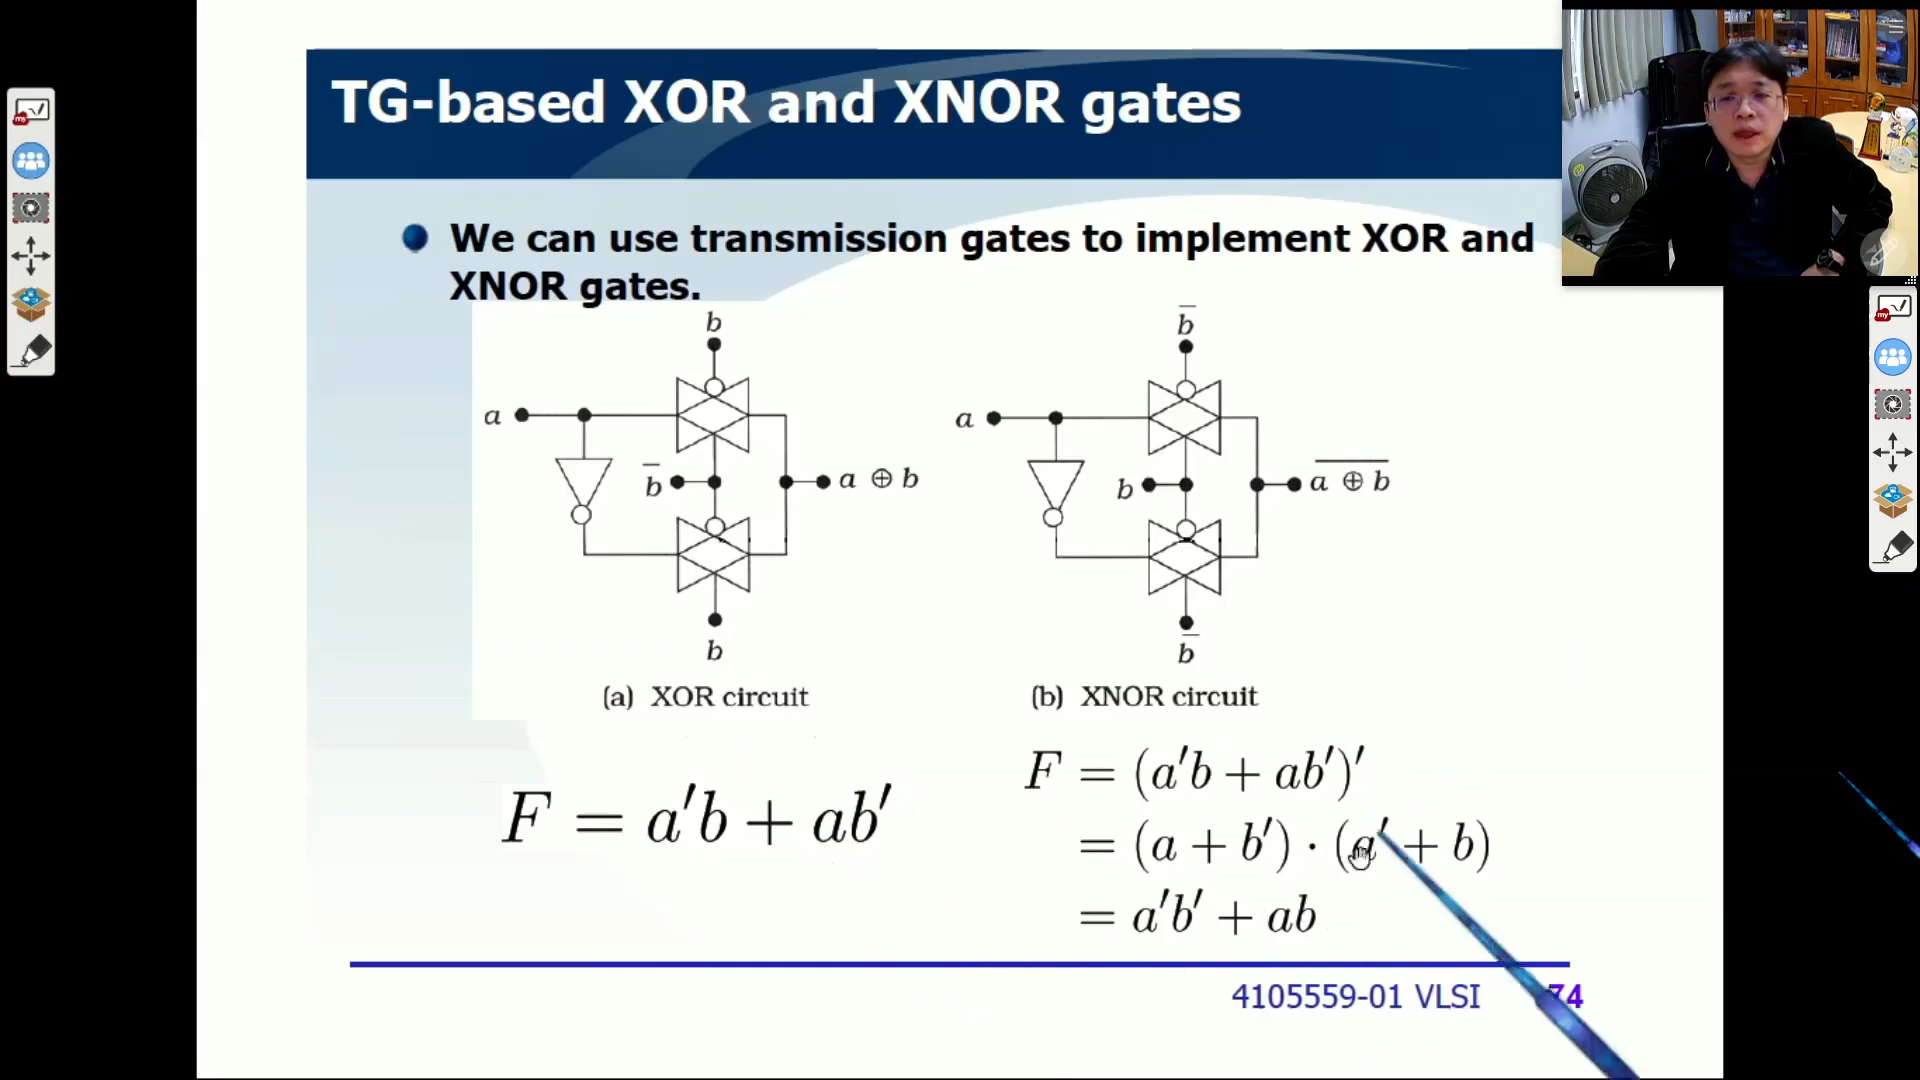 TG-based XOR and XNOR gates
We can use transmission gates to implement XOR and
XNOR gates.
b
a
b̅
a ⊕ b
b
(a) XOR circuit
b̅
a
b
\overline{a ⊕ b}
b̅
(b) XNOR circuit
F = a′b + ab′
F = (a′b + ab′)′
= (a + b′) · (a′ + b)
= a′b′ + ab
4105559-01 VLSI 74